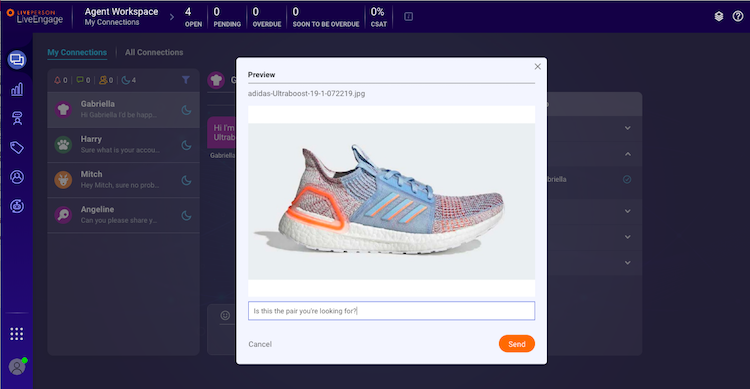 LIVEPERSON
LiveEngage
Agent Workspace
My Connections
4
OPEN
0
PENDING
0
OVERDUE
0
SOON TO BE OVERDUE
0%
CSAT
My Connections
All Connections
0
0
0
4
Gabriella
Hi Gabriella I'd be happ...
Harry
Sure what is your accou...
Mitch
Hey Mitch, sure no prob...
Angeline
Can you please share y...
G
Hi I'm
Ultrab
Gabriell
Preview
adidas-Ultraboost-19-1-072219.jpg
Is this the pair you're looking for?
Cancel
Send
briella